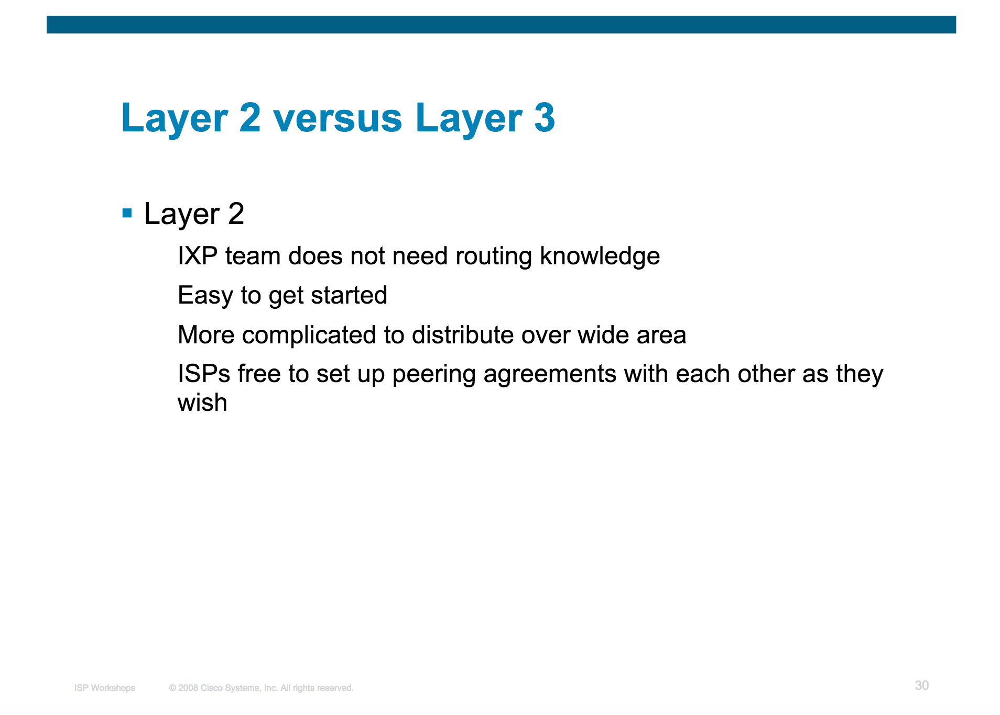 Layer 2 versus Layer 3
▪ Layer 2
IXP team does not need routing knowledge
Easy to get started
More complicated to distribute over wide area
ISPs free to set up peering agreements with each other as they
wish
ISP Workshops © 2008 Cisco Systems, Inc. All rights reserved. 30